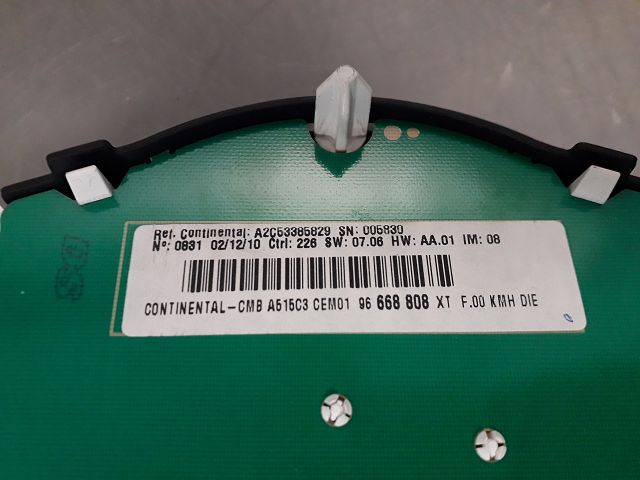 Ref. Continental: A2C53385829 SN: 005830
Nº: 0831 02/12/10 Ctrl: 226 SW: 07.06 HW: AA.01 IM: 08
CONTINENTAL-CMB A515C3 CEM01 96 668 808 XT F.00 KMH DIE